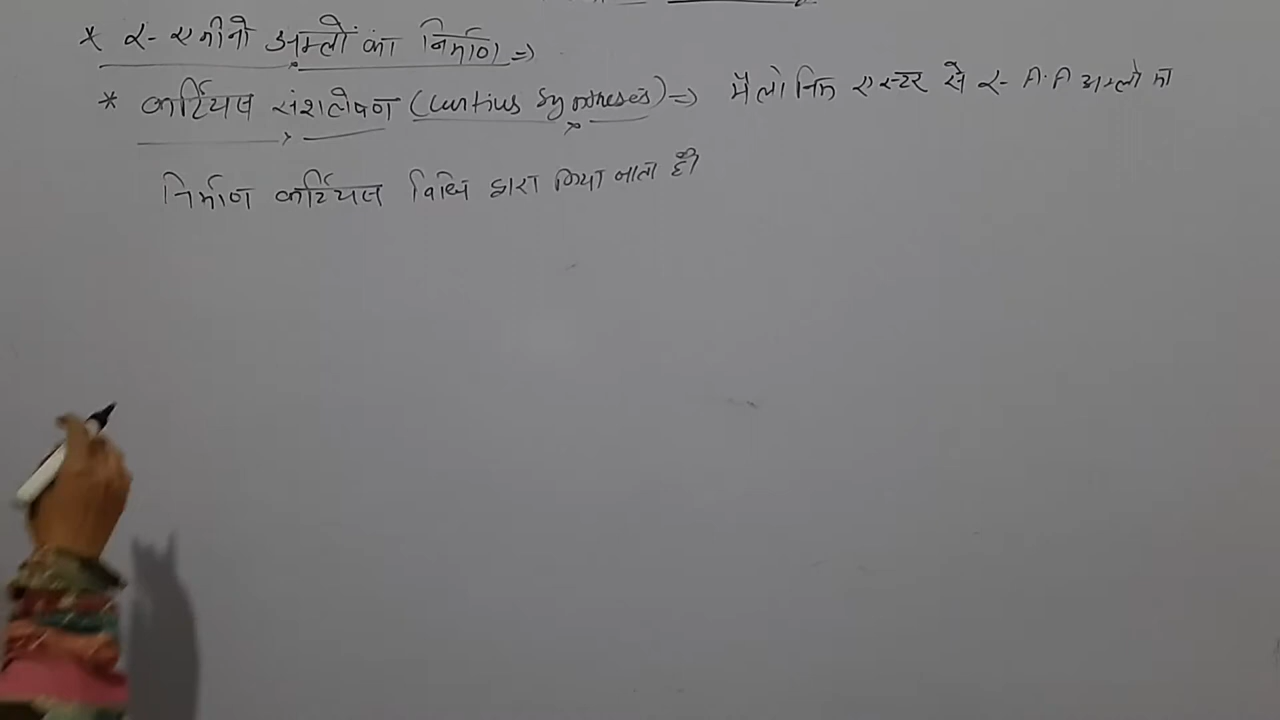 * α- एमीनो अम्लों का निर्माण ⇒
* कर्टियस संश्लेषण (Curtius Syntheses) ⇒ मैलोनिक एस्टर से α- A.A अम्लो का
निर्माण कर्टियस विधि द्वारा किया जाता है।